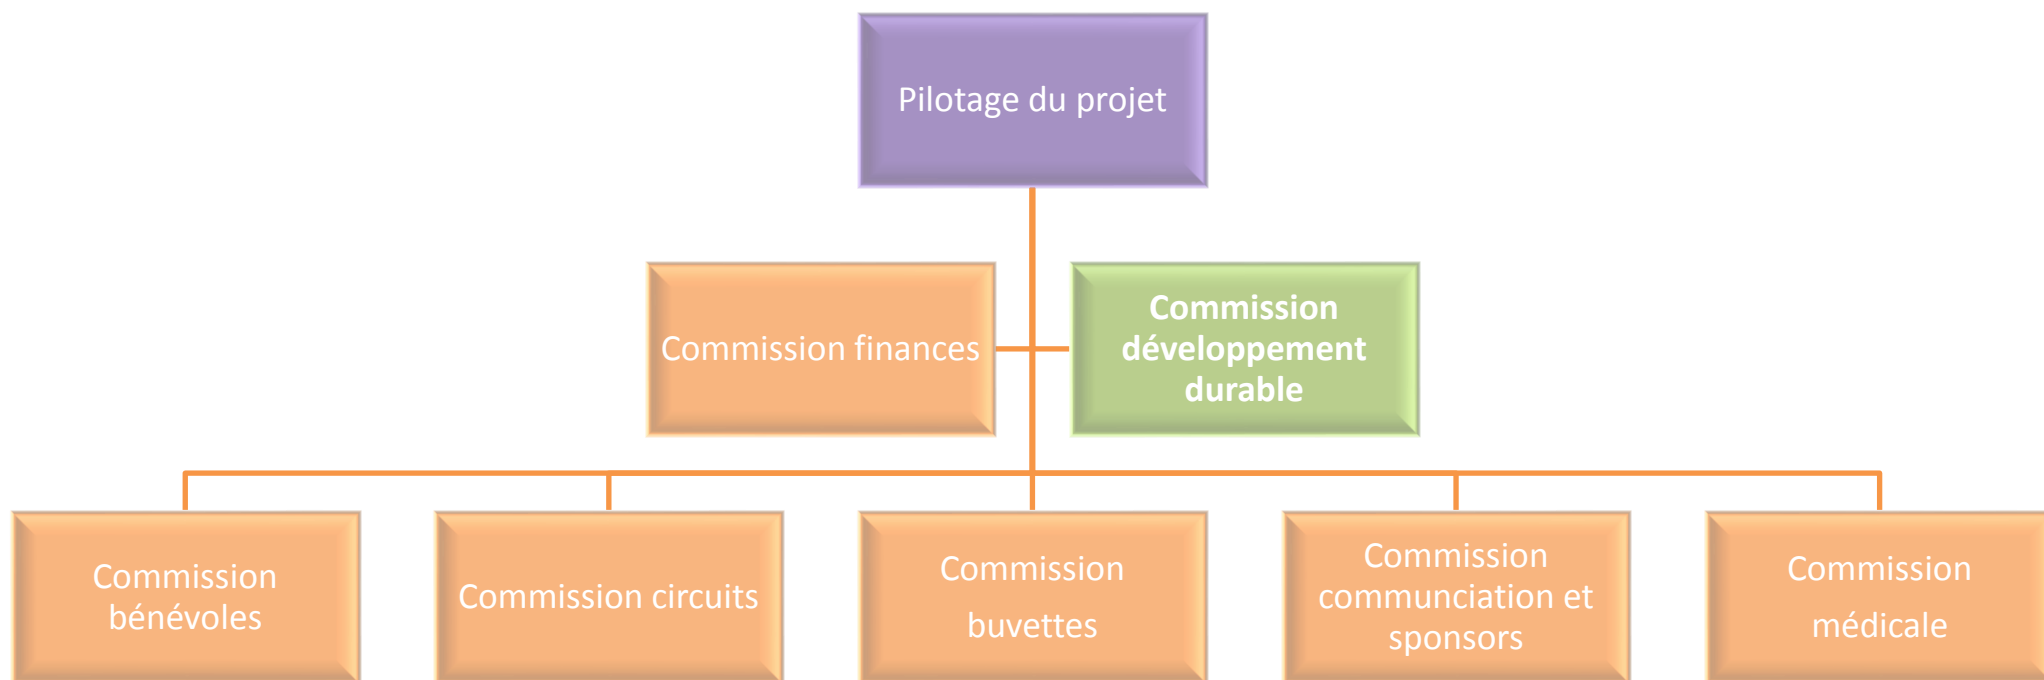 Pilotage du projet
Commission finances
Commission
développement
durable
Commission
bénévoles
Commission circuits
Commission
buvettes
Commission
communciation et
sponsors
Commission
médicale